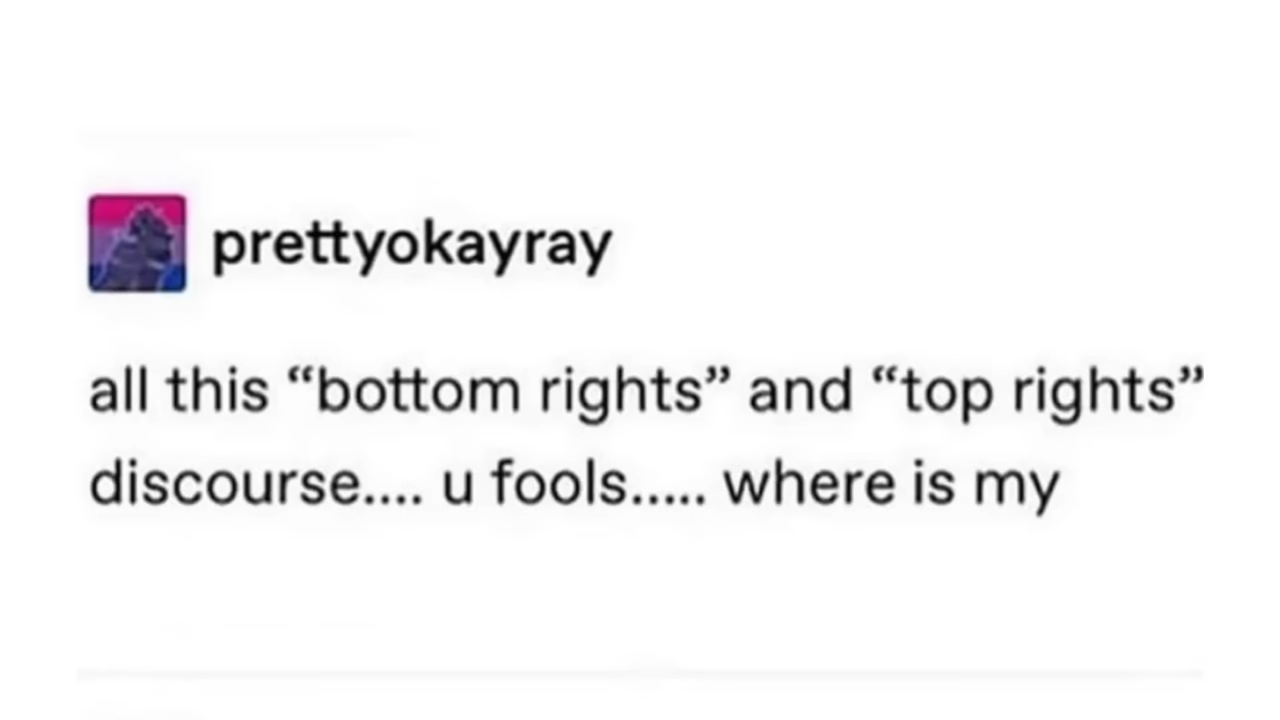 prettyokayray
all this “bottom rights” and “top rights”
discourse.... u fools..... where is my